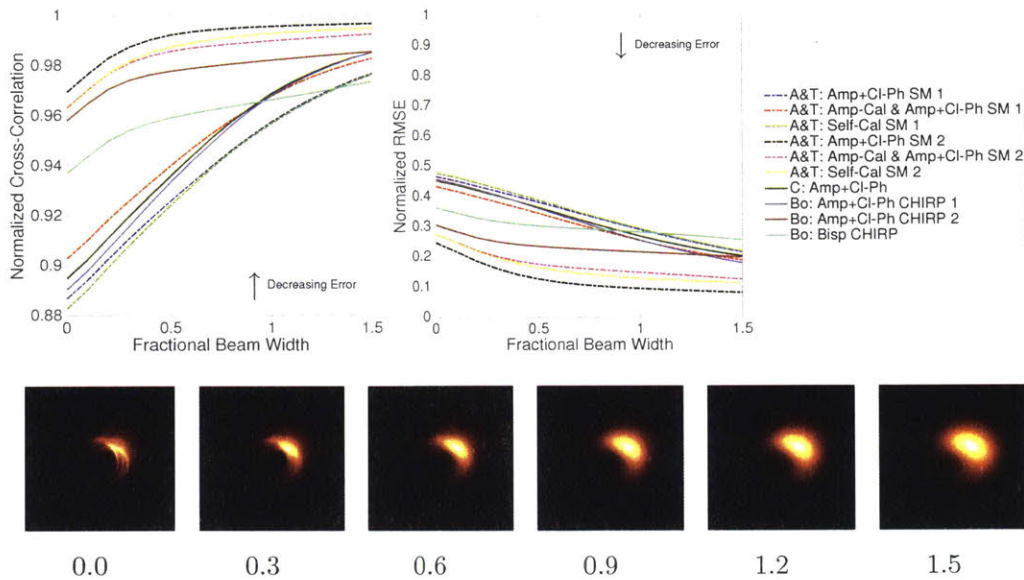 Normalized Cross-Correlation
1
0.98
0.96
0.94
0.92
0.9
0.88
0
0.5
1
1.5
Fractional Beam Width
Decreasing Error
Normalized RMSE
1
0.9
0.8
0.7
0.6
0.5
0.4
0.3
0.2
0.1
0
0
0.5
1
1.5
Fractional Beam Width
Decreasing Error
A&T: Amp+Cl-Ph SM 1
A&T: Amp-Cal & Amp+Cl-Ph SM 1
A&T: Self-Cal SM 1
A&T: Amp+Cl-Ph SM 2
A&T: Amp-Cal & Amp+Cl-Ph SM 2
A&T: Self-Cal SM 2
C: Amp+Cl-Ph
Bo: Amp+Cl-Ph CHIRP 1
Bo: Amp+Cl-Ph CHIRP 2
Bo: Bisp CHIRP
0.0 0.3 0.6 0.9 1.2 1.5